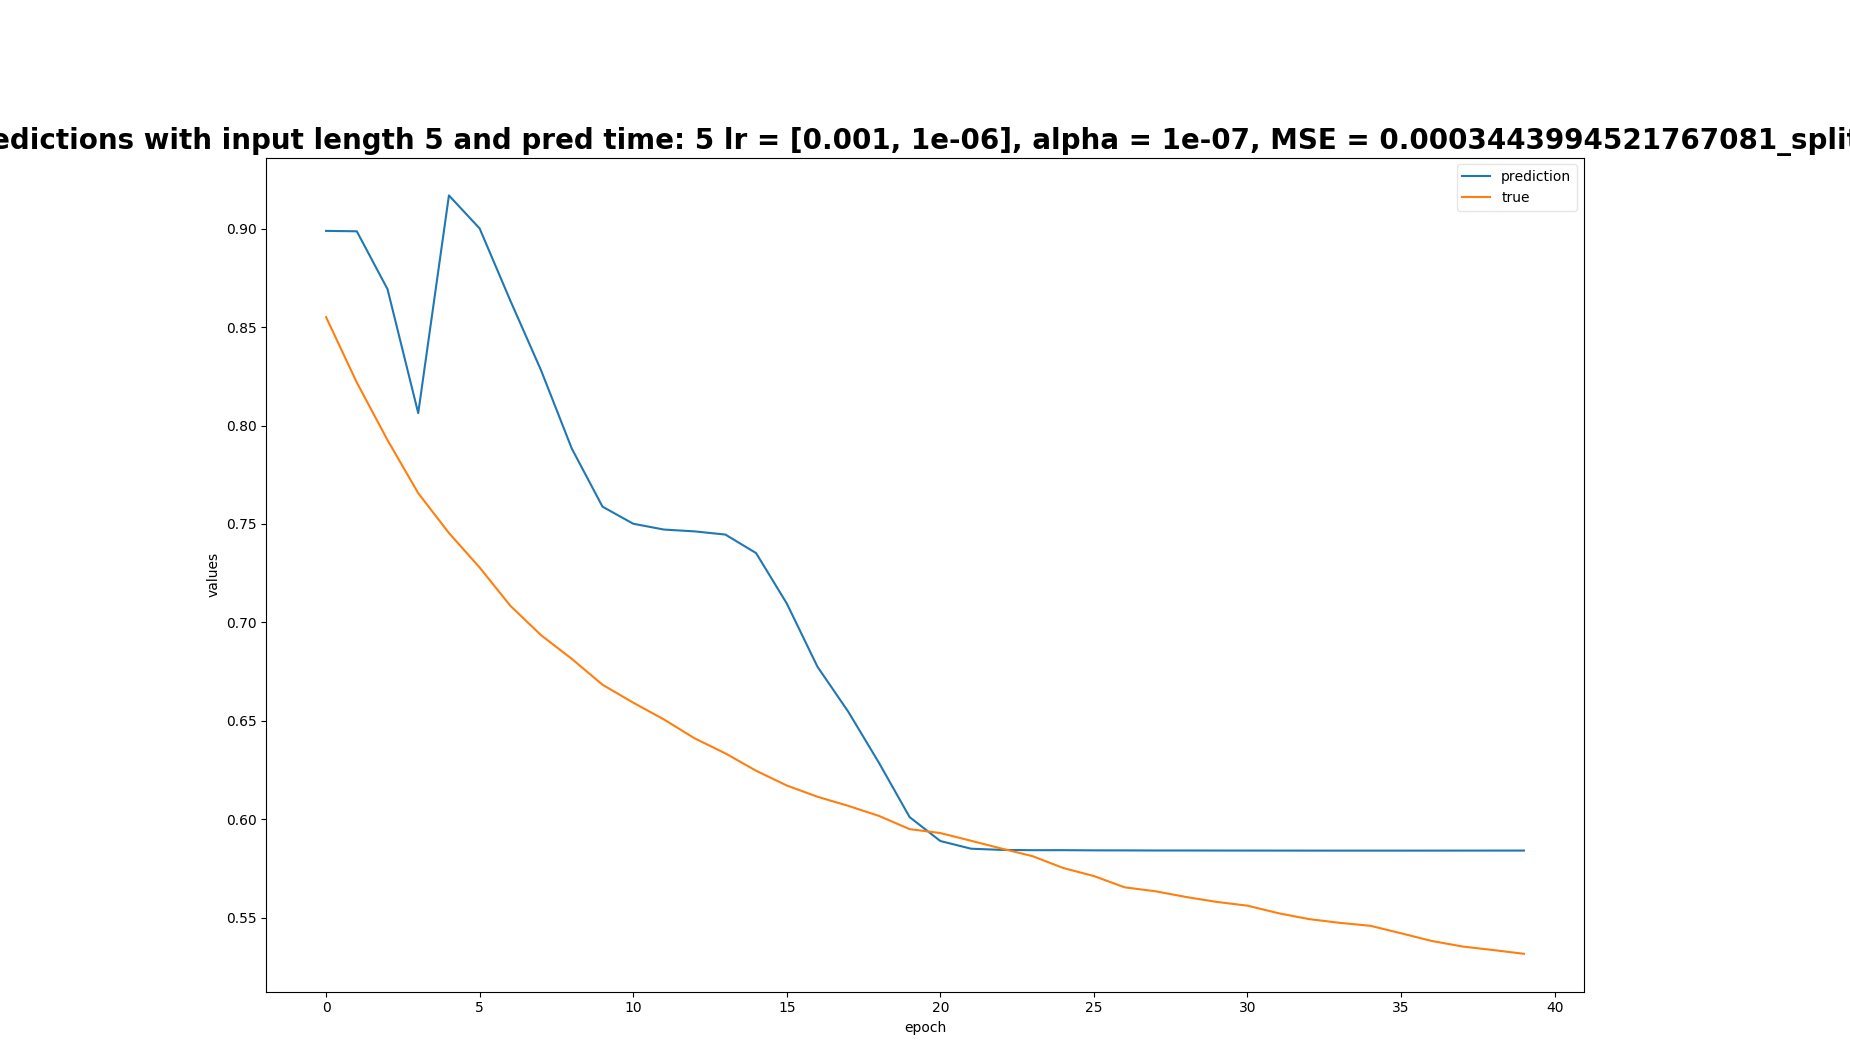 edictions with input length 5 and pred time: 5 lr = [0.001, 1e-06], alpha = 1e-07, MSE = 0.0003443994521767081_split
prediction
true
0.90
0.85
0.80
0.75
0.70
0.65
0.60
0.55
values
0 5 10 15 20 25 30 35 40
epoch